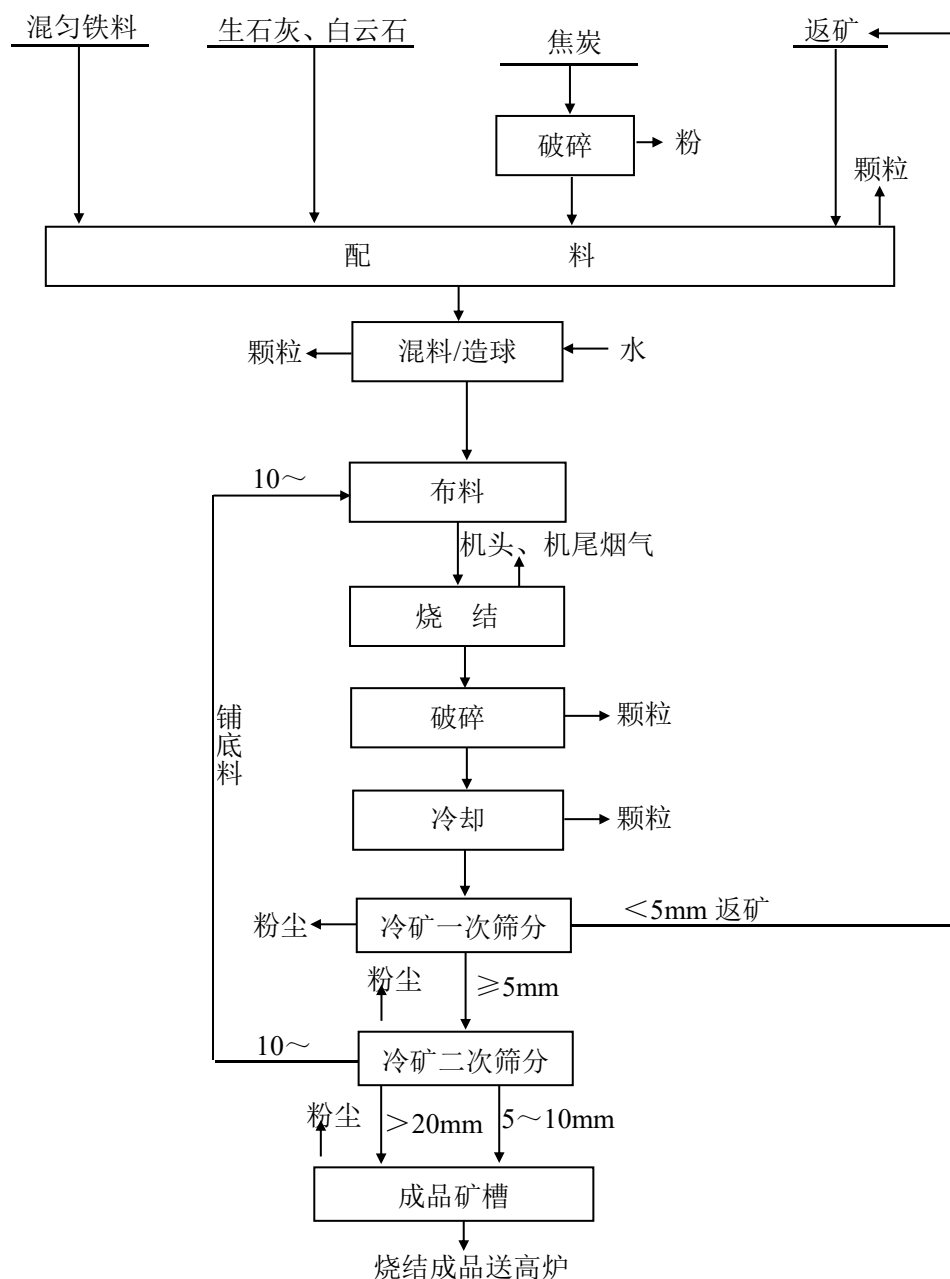 混匀铁料
生石灰、白云石
焦炭
返矿
破碎
粉
颗粒
配 料
颗粒
混料/造球
水
10～
布料
机头、机尾烟气
烧 结
铺底料
破碎
颗粒
冷却
颗粒
粉尘
冷矿一次筛分
＜5mm 返矿
粉尘
≥5mm
10～
冷矿二次筛分
粉尘
＞20mm
5～10mm
成品矿槽
烧结成品送高炉